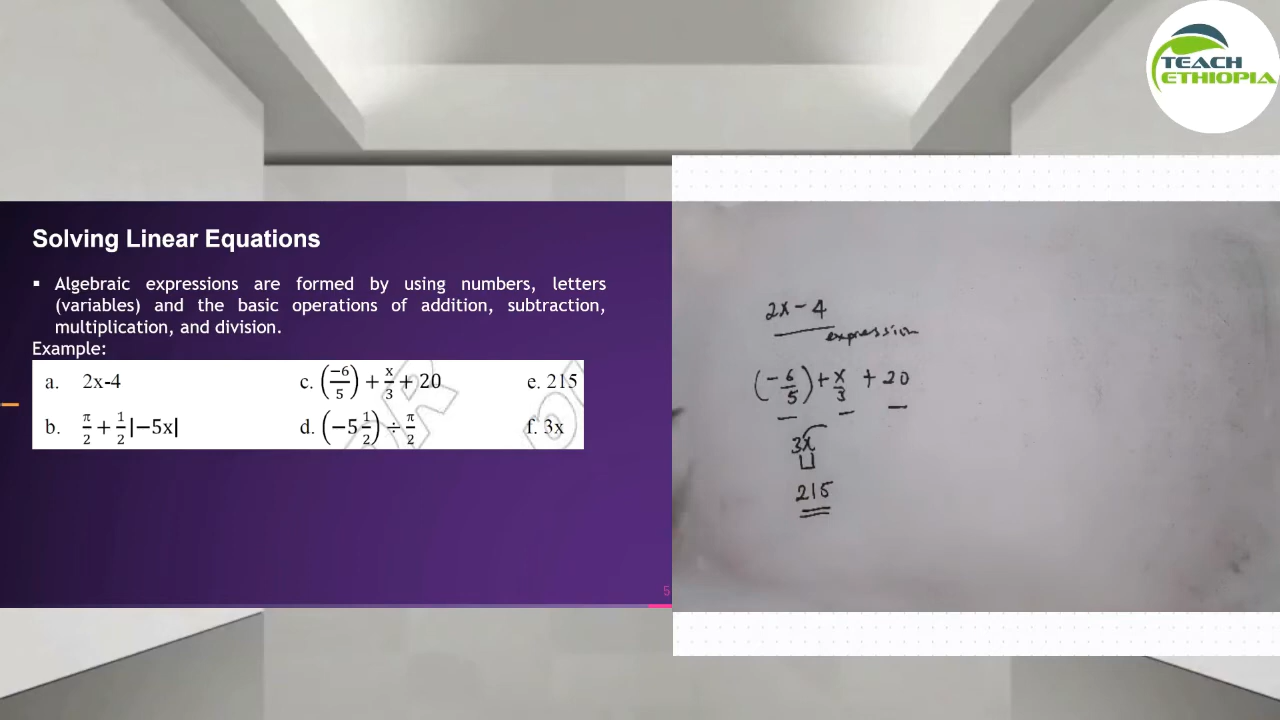 TEACH
ETHIOPIA
Solving Linear Equations
▪ Algebraic expressions are formed by using numbers, letters
(variables) and the basic operations of addition, subtraction,
multiplication, and division.
Example:
a. 2x-4 c. (−6/5) + x/3 + 20 e. 215
b. π/2 + 1/2|−5x| d. (−5 1/2) ÷ π/2 f. 3x
5
2x − 4
expression
(−6/5) + x/3 + 20
3x
215